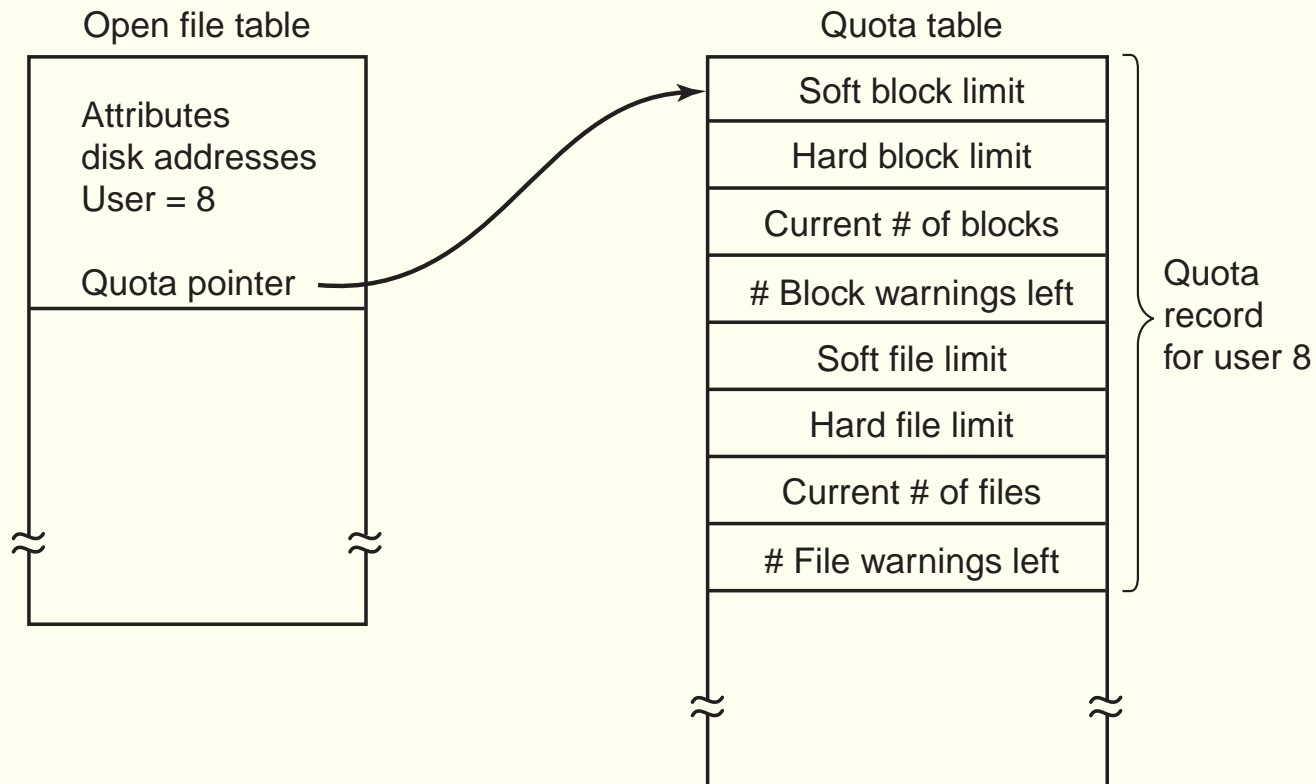 Open file table
Attributes
disk addresses
User = 8
Quota pointer
Quota table
Soft block limit
Hard block limit
Current # of blocks
# Block warnings left
Soft file limit
Hard file limit
Current # of files
# File warnings left
Quota
record
for user 8